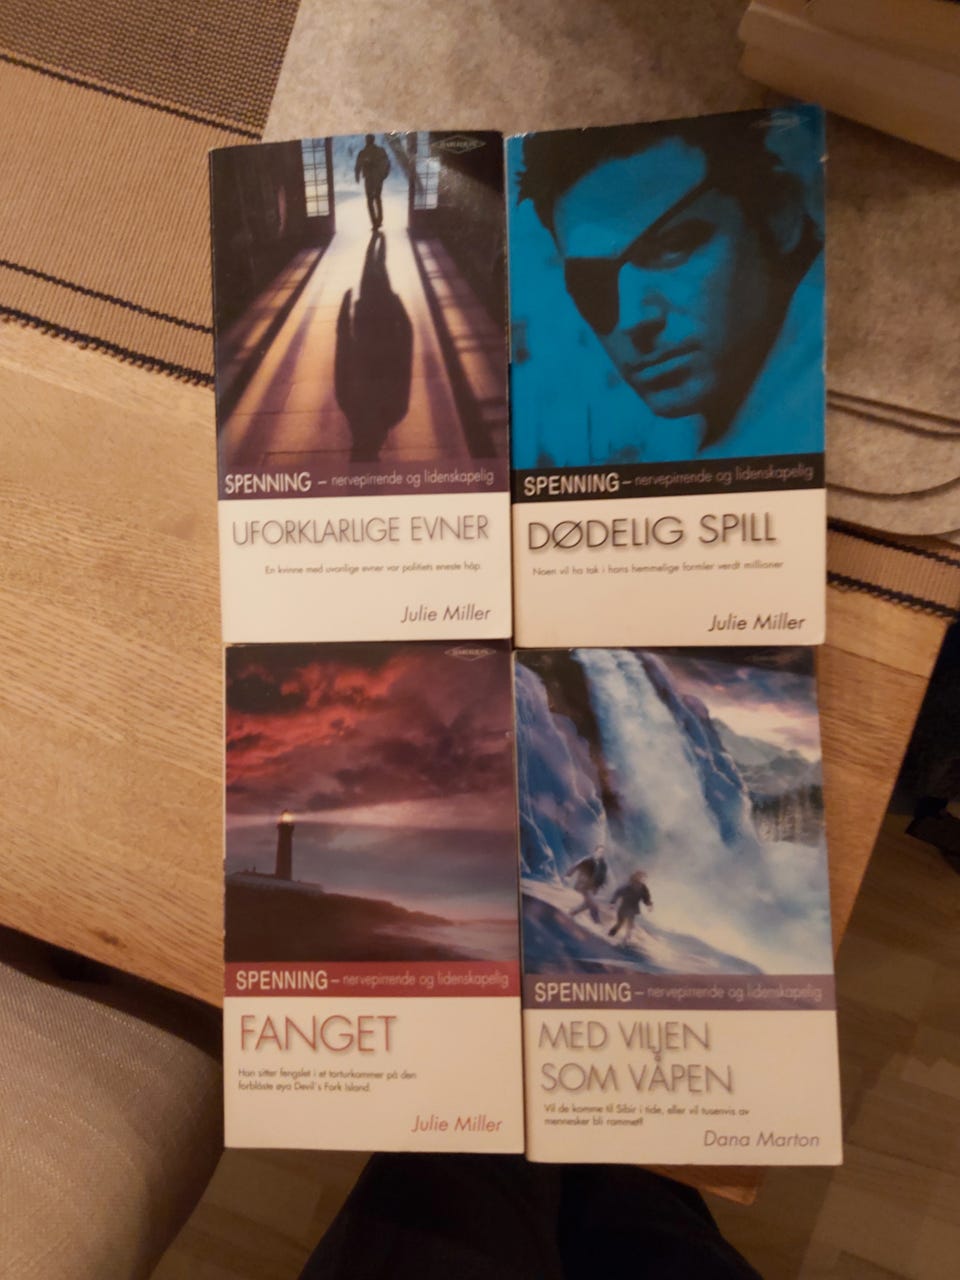 HARLEQUIN
SPENNING – nervepirrende og lidenskapelig
UFORKLARLIGE EVNER
En kvinne med uvanlige evner var politiets eneste håp.
Julie Miller
SPENNING – nervepirrende og lidenskapelig
DØDELIG SPILL
Noen vil ha tak i hans hemmelige formler verdt millioner
Julie Miller
HARLEQUIN
SPENNING – nervepirrende og lidenskapelig
FANGET
Han sitter fengslet i et torturkammer på den
forblåste øya Devil's Fork Island.
Julie Miller
SPENNING – nervepirrende og lidenskapelig
MED VILJEN
SOM VÅPEN
Vil de komme til Sibir i tide, eller vil tusenvis av
mennesker bli rammet?
Dana Marton